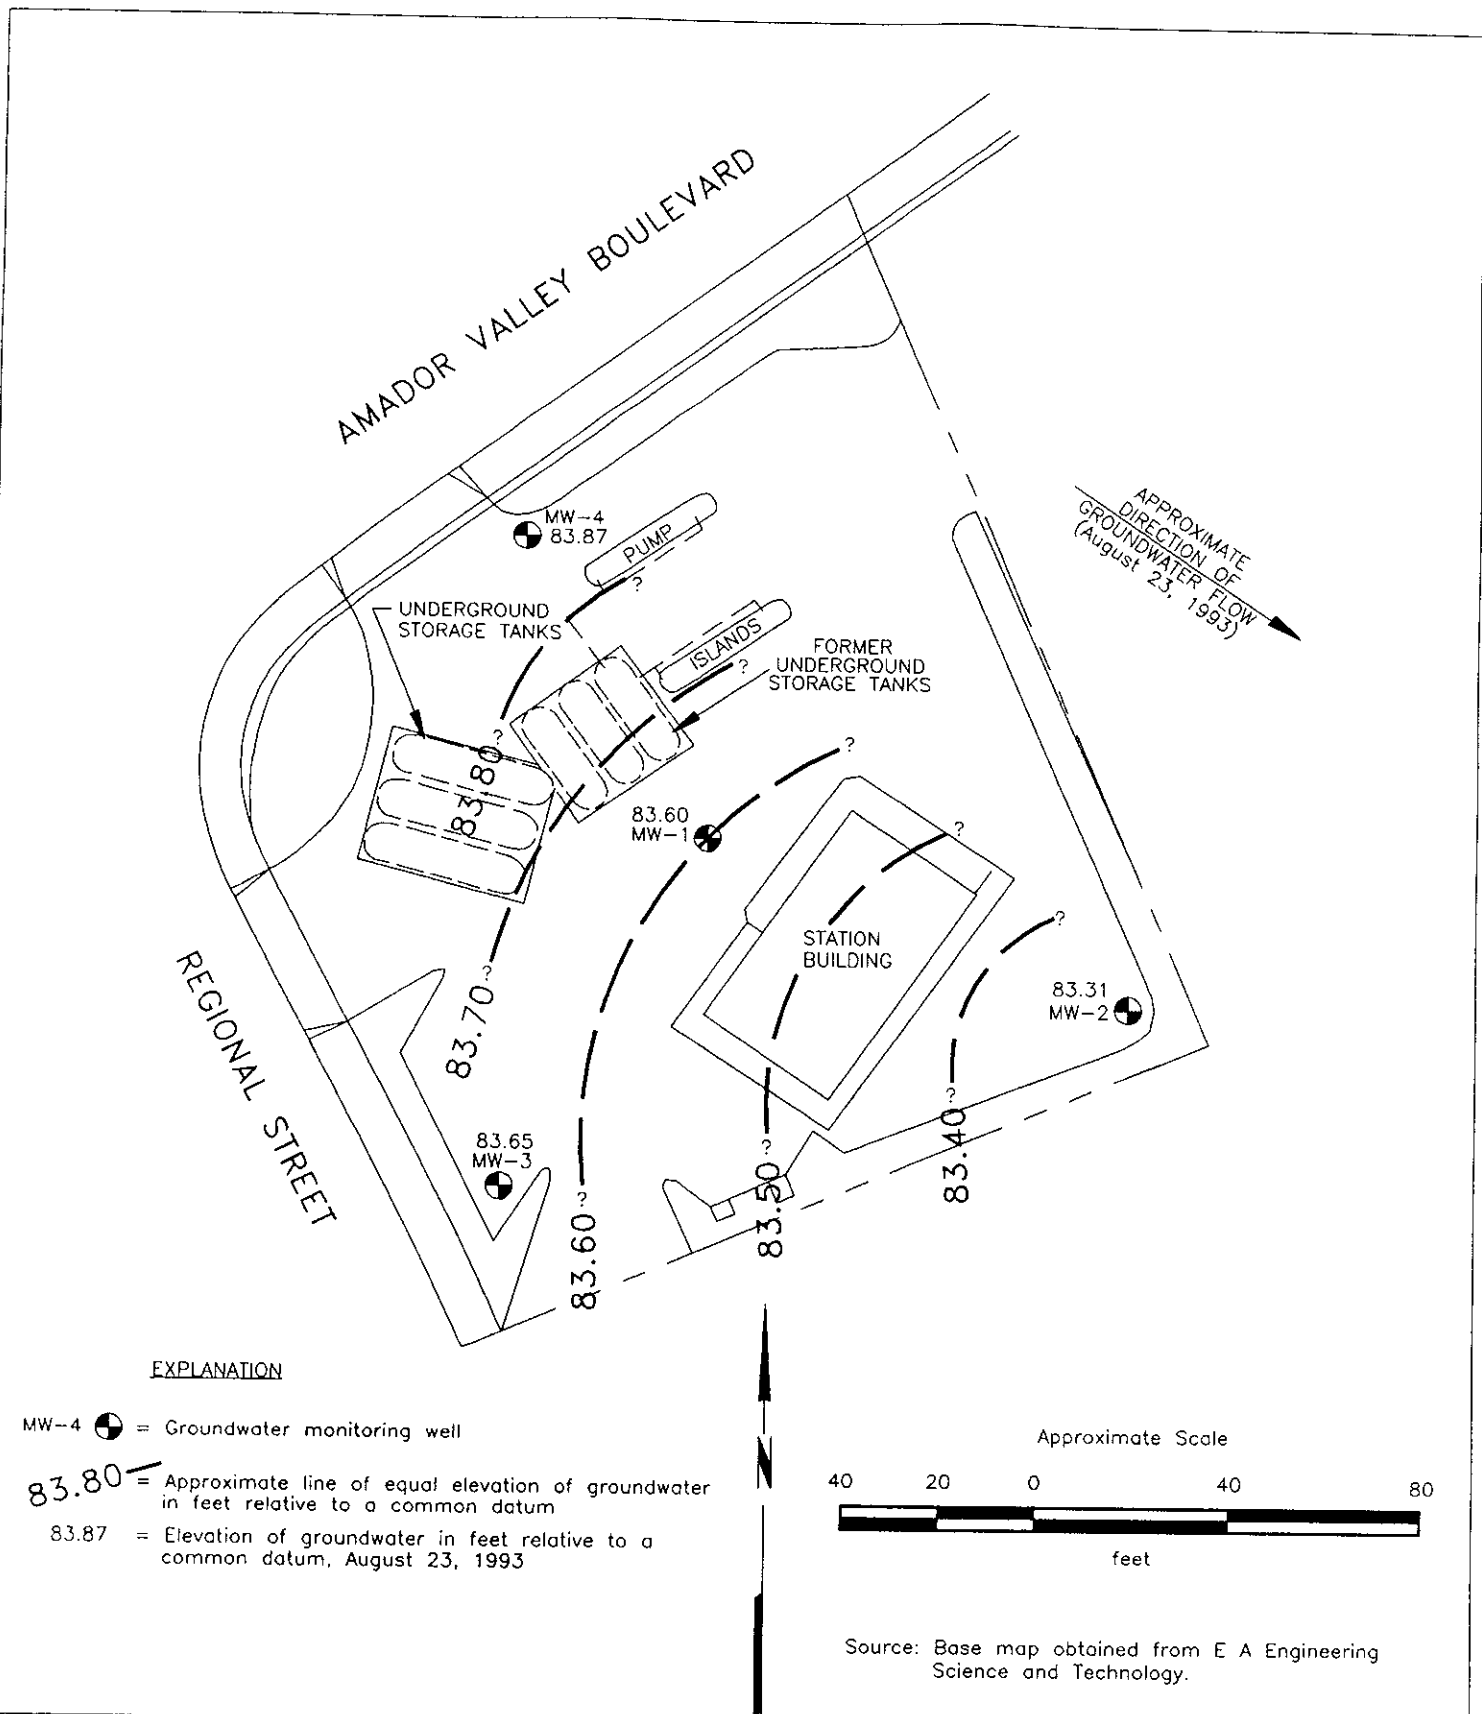 AMADOR VALLEY BOULEVARD
MW-4
83.87
PUMP
?
APPROXIMATE
DIRECTION OF
GROUNDWATER FLOW
(August 23, 1993)
UNDERGROUND
STORAGE TANKS
ISLANDS
?
FORMER
UNDERGROUND
STORAGE TANKS
?
83.80
?
83.60
MW-1
?
STATION
BUILDING
?
?
83.70
83.31
MW-2
REGIONAL STREET
83.65
MW-3
?
83.40
?
83.50
?
83.60
EXPLANATION
MW-4 = Groundwater monitoring well
83.80 = Approximate line of equal elevation of groundwater
in feet relative to a common datum
83.87 = Elevation of groundwater in feet relative to a
common datum, August 23, 1993
N
Approximate Scale
40 20 0 40 80
feet
Source: Base map obtained from E A Engineering
Science and Technology.